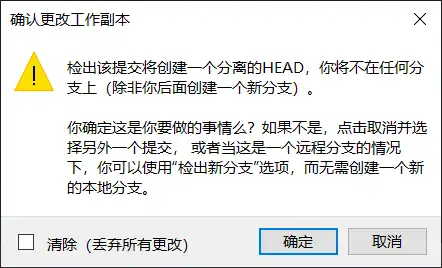 确认更改工作副本
检出该提交将创建一个分离的HEAD，你将不在任何分
支上（除非你后面创建一个新分支）。
你确定这是你要做的事情么？如果不是，点击取消并选
择另外一个提交， 或者当这是一个远程分支的情况
下，你可以使用“检出新分支”选项，而无需创建一个新
的本地分支。
清除（丢弃所有更改）
确定
取消